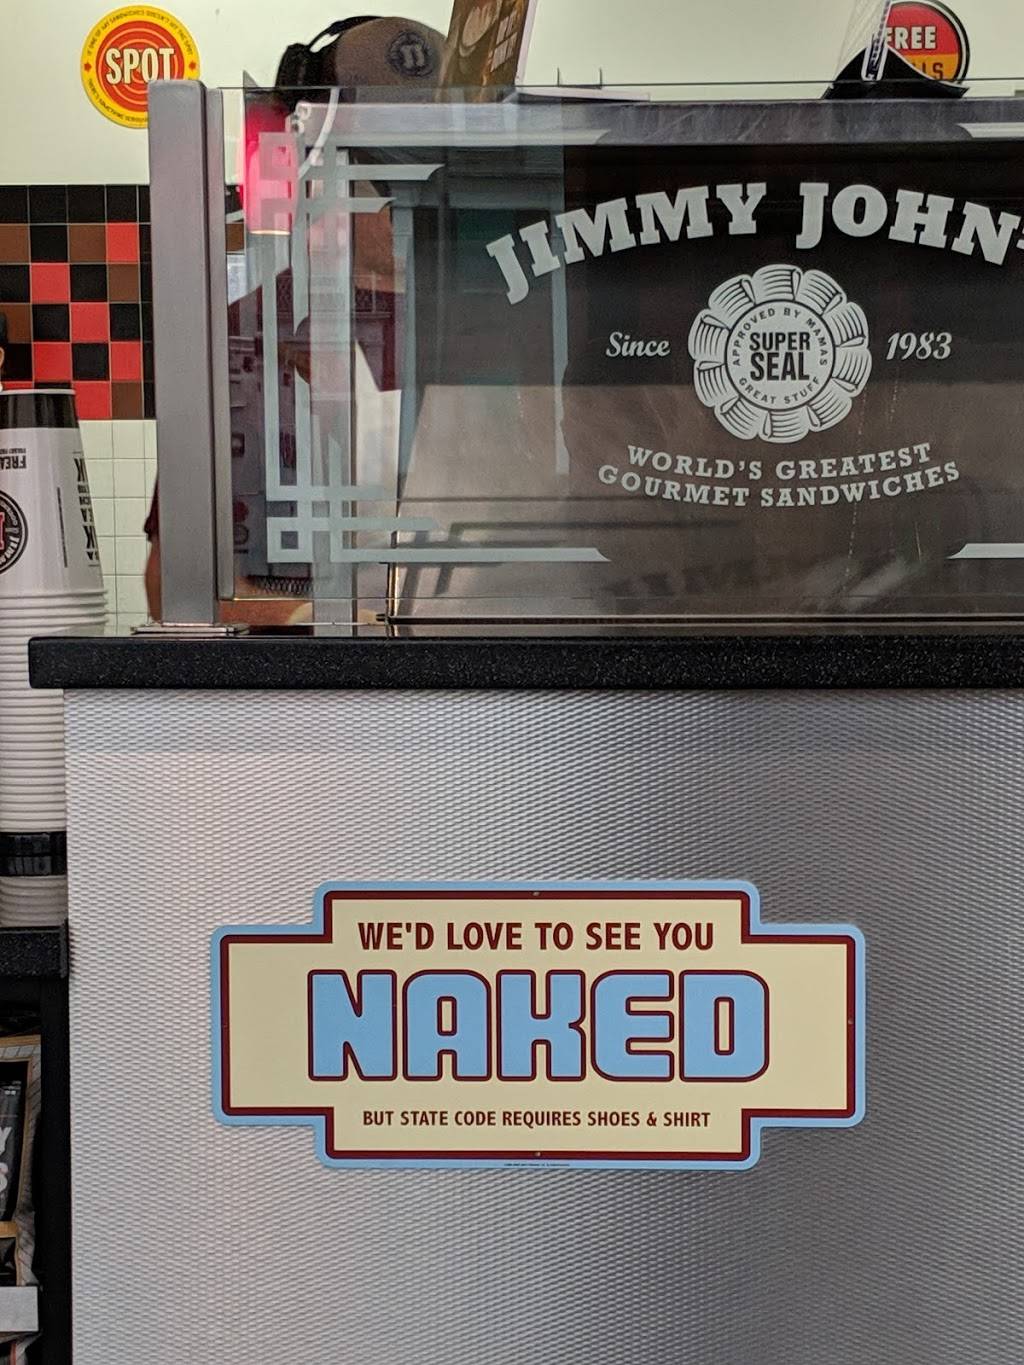 SPOT
FREE
JIMMY JOHN'
Since
1983
APPROVED BY MAMAS
SUPER
SEAL
GREAT STUFF
WORLD'S GREATEST
GOURMET SANDWICHES
WE'D LOVE TO SEE YOU
NAKED
BUT STATE CODE REQUIRES SHOES & SHIRT